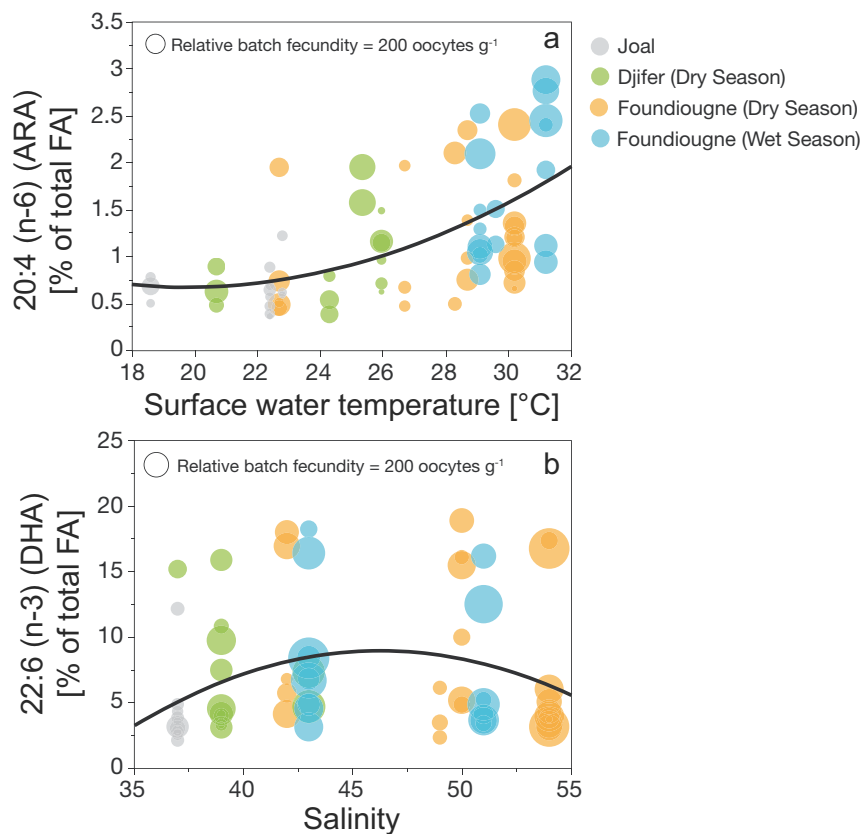 Relative batch fecundity = 200 oocytes g⁻¹
a
20:4 (n-6) (ARA)
[% of total FA]
3.5
3
2.5
2
1.5
1
0.5
0
18 20 22 24 26 28 30 32
Surface water temperature [°C]
Joal
Djifer (Dry Season)
Foundiougne (Dry Season)
Foundiougne (Wet Season)
Relative batch fecundity = 200 oocytes g⁻¹
b
22:6 (n-3) (DHA)
[% of total FA]
25
20
15
10
5
0
35 40 45 50 55
Salinity